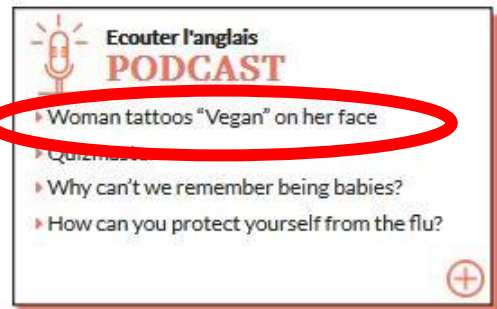 Ecouter l'anglais
PODCAST
Woman tattoos “Vegan” on her face
Why can't we remember being babies?
How can you protect yourself from the flu?